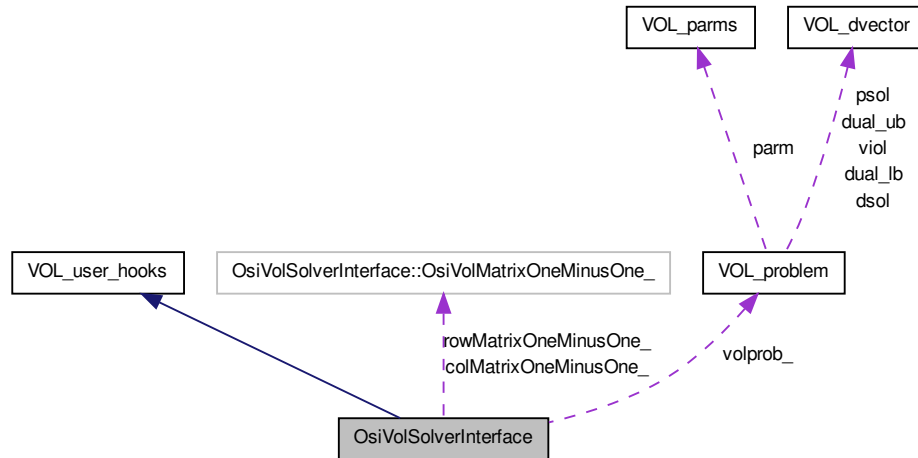 VOL_parms
VOL_dvector
psol
dual_ub
parm
viol
dual_lb
dsol
VOL_user_hooks
OsiVolSolverInterface::OsiVolMatrixOneMinusOne_
VOL_problem
rowMatrixOneMinusOne_
colMatrixOneMinusOne_
volprob_
OsiVolSolverInterface